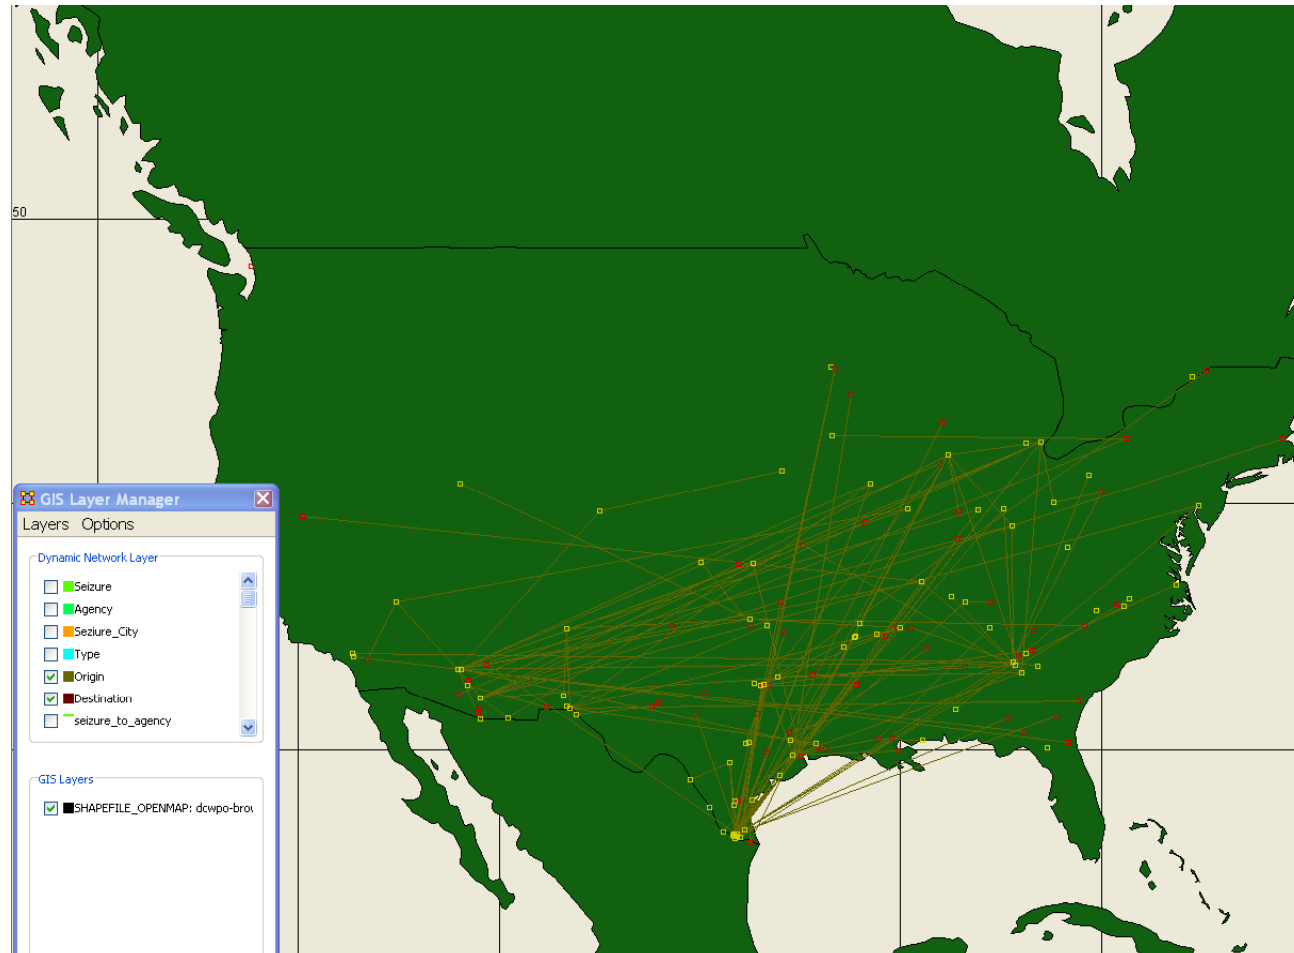 50
GIS Layer Manager
Layers Options
Dynamic Network Layer
Seizure
Agency
Seziure_City
Type
Origin
Destination
seizure_to_agency
GIS Layers
SHAPEFILE_OPENMAP: dcwpo-brov